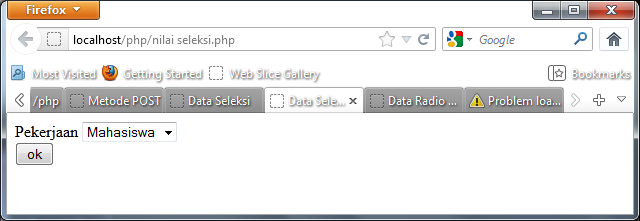 Firefox
localhost/php/nilai seleksi.php
Google
Most Visited Getting Started Web Slice Gallery Bookmarks
/php Metode POST Data Seleksi Data Sele... Data Radio ... Problem loa...
Pekerjaan Mahasiswa
ok